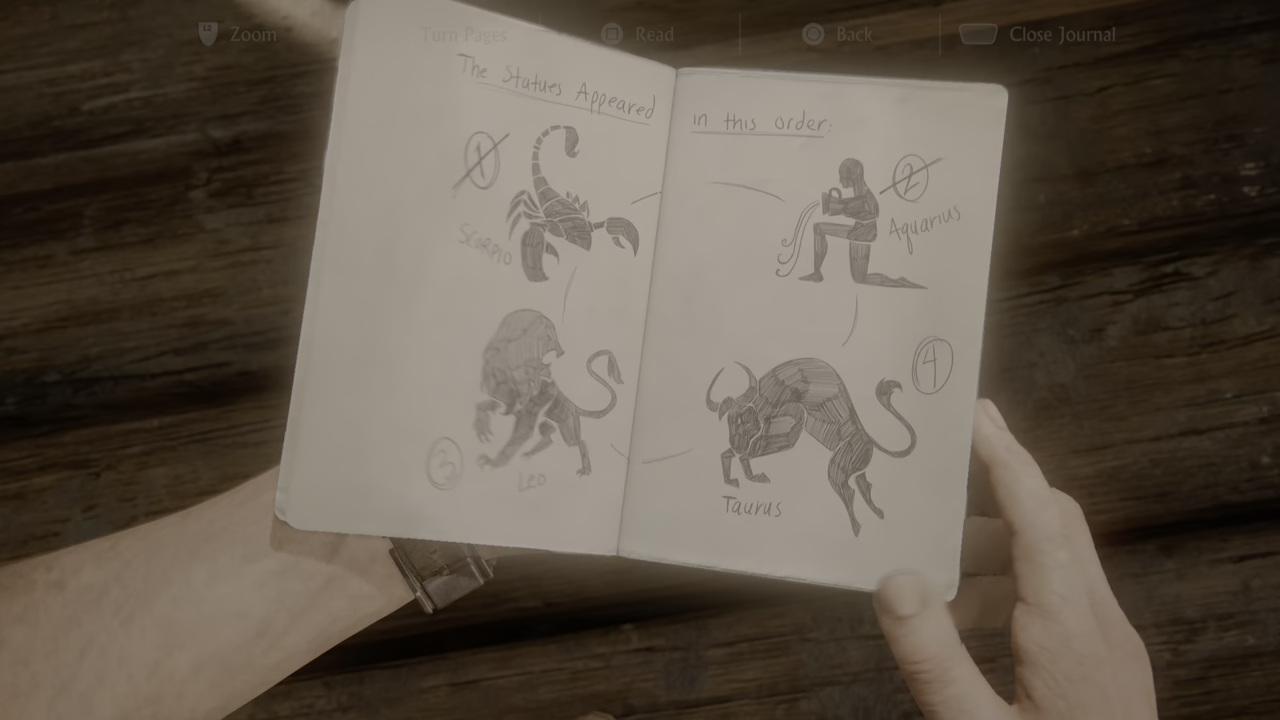 L2 Zoom
Turn Pages
Read
Back
Close Journal
The Statues Appeared
in this order:
1
2
SCORPIO
Aquarius
3
Leo
4
Taurus